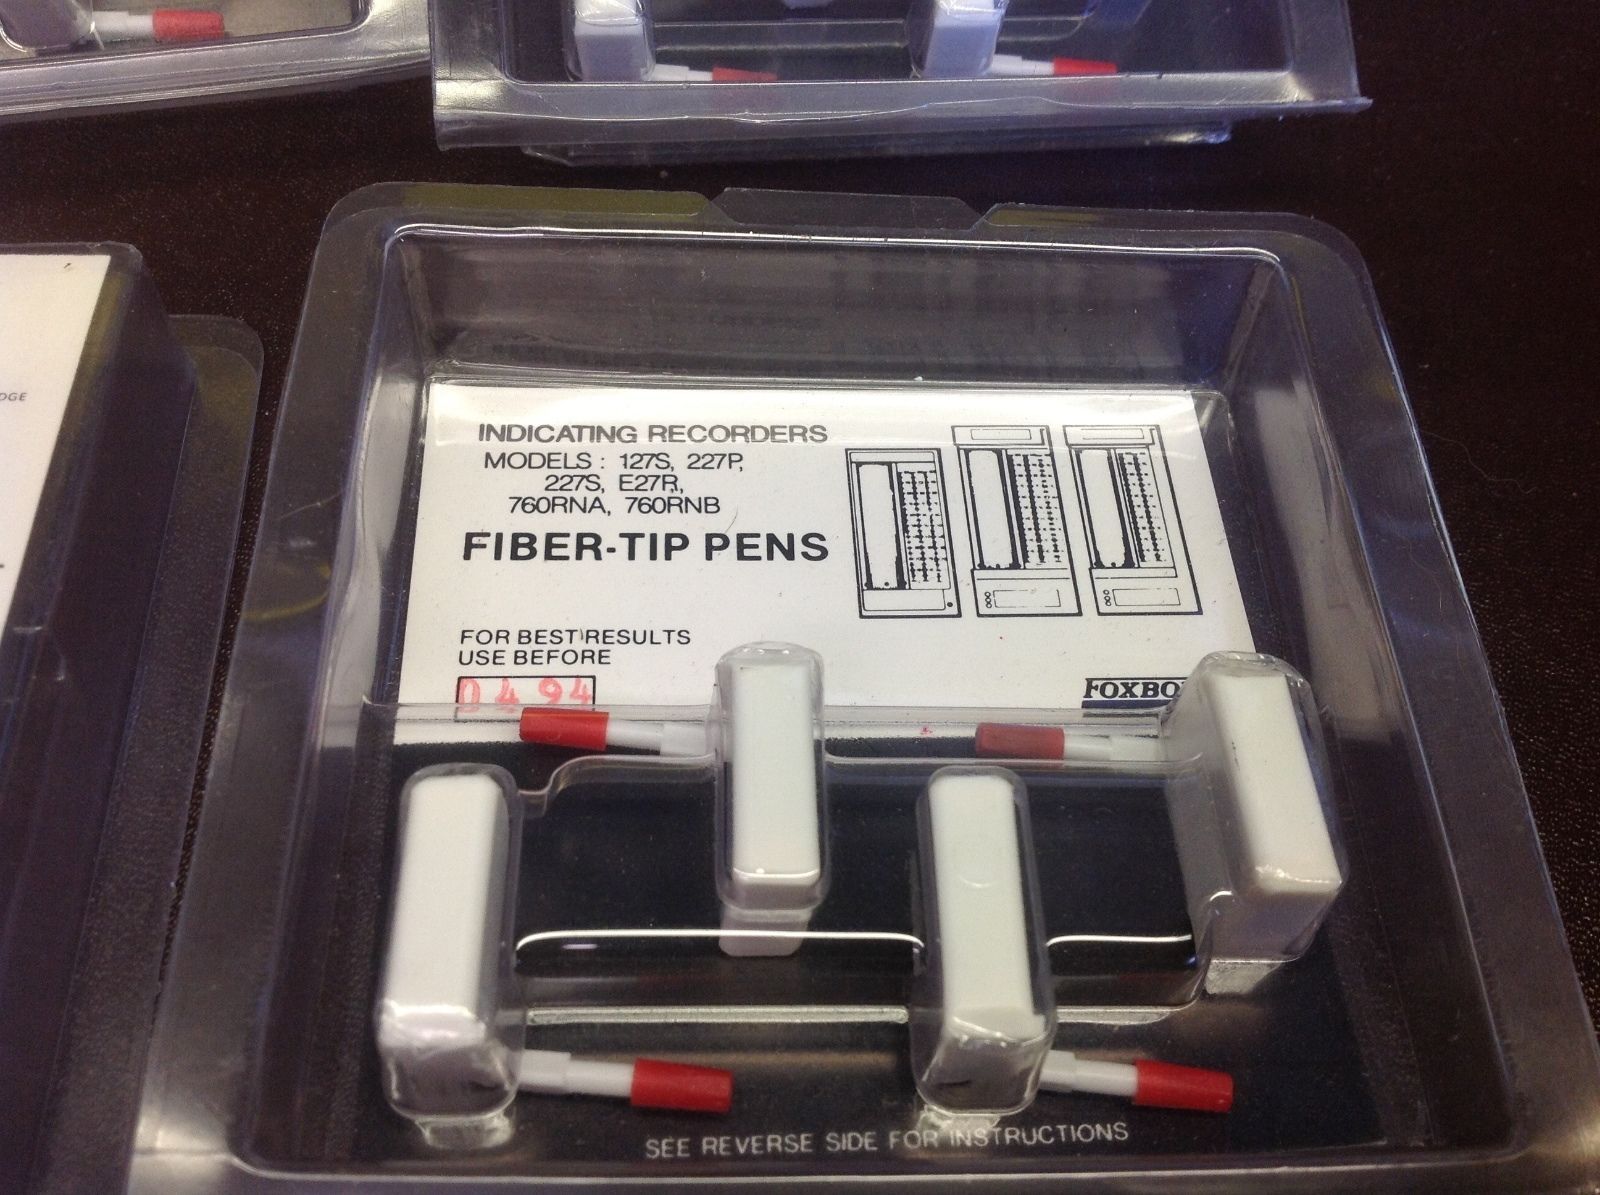 INDICATING RECORDERS
MODELS : 127S, 227P,
227S, E27R,
760RNA, 760RNB
FIBER-TIP PENS
FOR BEST RESULTS
USE BEFORE
0494
FOXBO
SEE REVERSE SIDE FOR INSTRUCTIONS